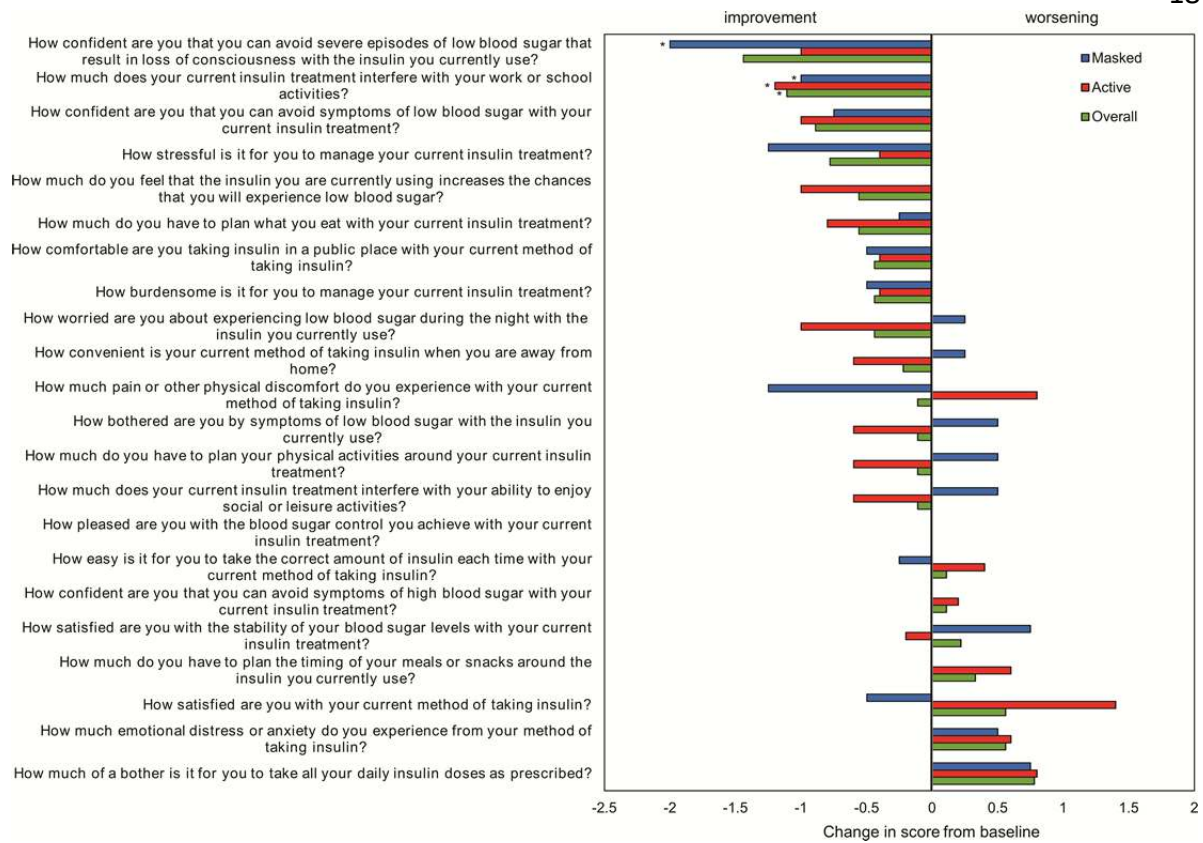 improvement worsening
How confident are you that you can avoid severe episodes of low blood sugar that
result in loss of consciousness with the insulin you currently use?
How much does your current insulin treatment interfere with your work or school
activities?
How confident are you that you can avoid symptoms of low blood sugar with your
current insulin treatment?
How stressful is it for you to manage your current insulin treatment?
How much do you feel that the insulin you are currently using increases the chances
that you will experience low blood sugar?
How much do you have to plan what you eat with your current insulin treatment?
How comfortable are you taking insulin in a public place with your current method of
taking insulin?
How burdensome is it for you to manage your current insulin treatment?
How worried are you about experiencing low blood sugar during the night with the
insulin you currently use?
How convenient is your current method of taking insulin when you are away from
home?
How much pain or other physical discomfort do you experience with your current
method of taking insulin?
How bothered are you by symptoms of low blood sugar with the insulin you
currently use?
How much do you have to plan your physical activities around your current insulin
treatment?
How much does your current insulin treatment interfere with your ability to enjoy
social or leisure activities?
How pleased are you with the blood sugar control you achieve with your current
insulin treatment?
How easy is it for you to take the correct amount of insulin each time with your
current method of taking insulin?
How confident are you that you can avoid symptoms of high blood sugar with your
current insulin treatment?
How satisfied are you with the stability of your blood sugar levels with your current
insulin treatment?
How much do you have to plan the timing of your meals or snacks around the
insulin you currently use?
How satisfied are you with your current method of taking insulin?
How much emotional distress or anxiety do you experience from your method of
taking insulin?
How much of a bother is it for you to take all your daily insulin doses as prescribed?
*
*
*
*
Masked
Active
Overall
-2.5 -2 -1.5 -1 -0.5 0 0.5 1 1.5 2
Change in score from baseline